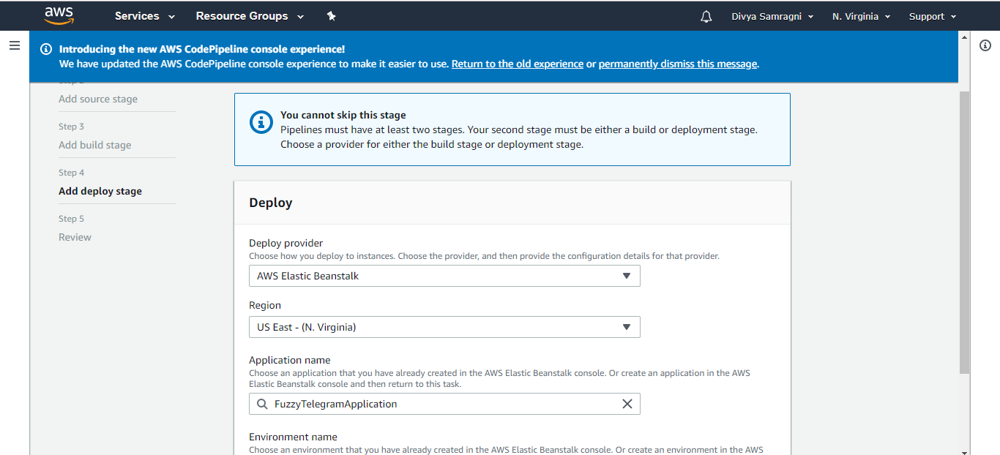 aws
Services
Resource Groups
Divya Samragni
N. Virginia
Support
Introducing the new AWS CodePipeline console experience!
We have updated the AWS CodePipeline console experience to make it easier to use. Return to the old experience or permanently dismiss this message.
Add source stage
Step 3
Add build stage
Step 4
Add deploy stage
Step 5
Review
You cannot skip this stage
Pipelines must have at least two stages. Your second stage must be either a build or deployment stage.
Choose a provider for either the build stage or deployment stage.
Deploy
Deploy provider
Choose how you deploy to instances. Choose the provider, and then provide the configuration details for that provider.
AWS Elastic Beanstalk
Region
US East - (N. Virginia)
Application name
Choose an application that you have already created in the AWS Elastic Beanstalk console. Or create an application in the AWS
Elastic Beanstalk console and then return to this task.
FuzzyTelegramApplication
Environment name
Choose an environment that you have already created in the AWS Elastic Beanstalk console. Or create an environment in the AWS